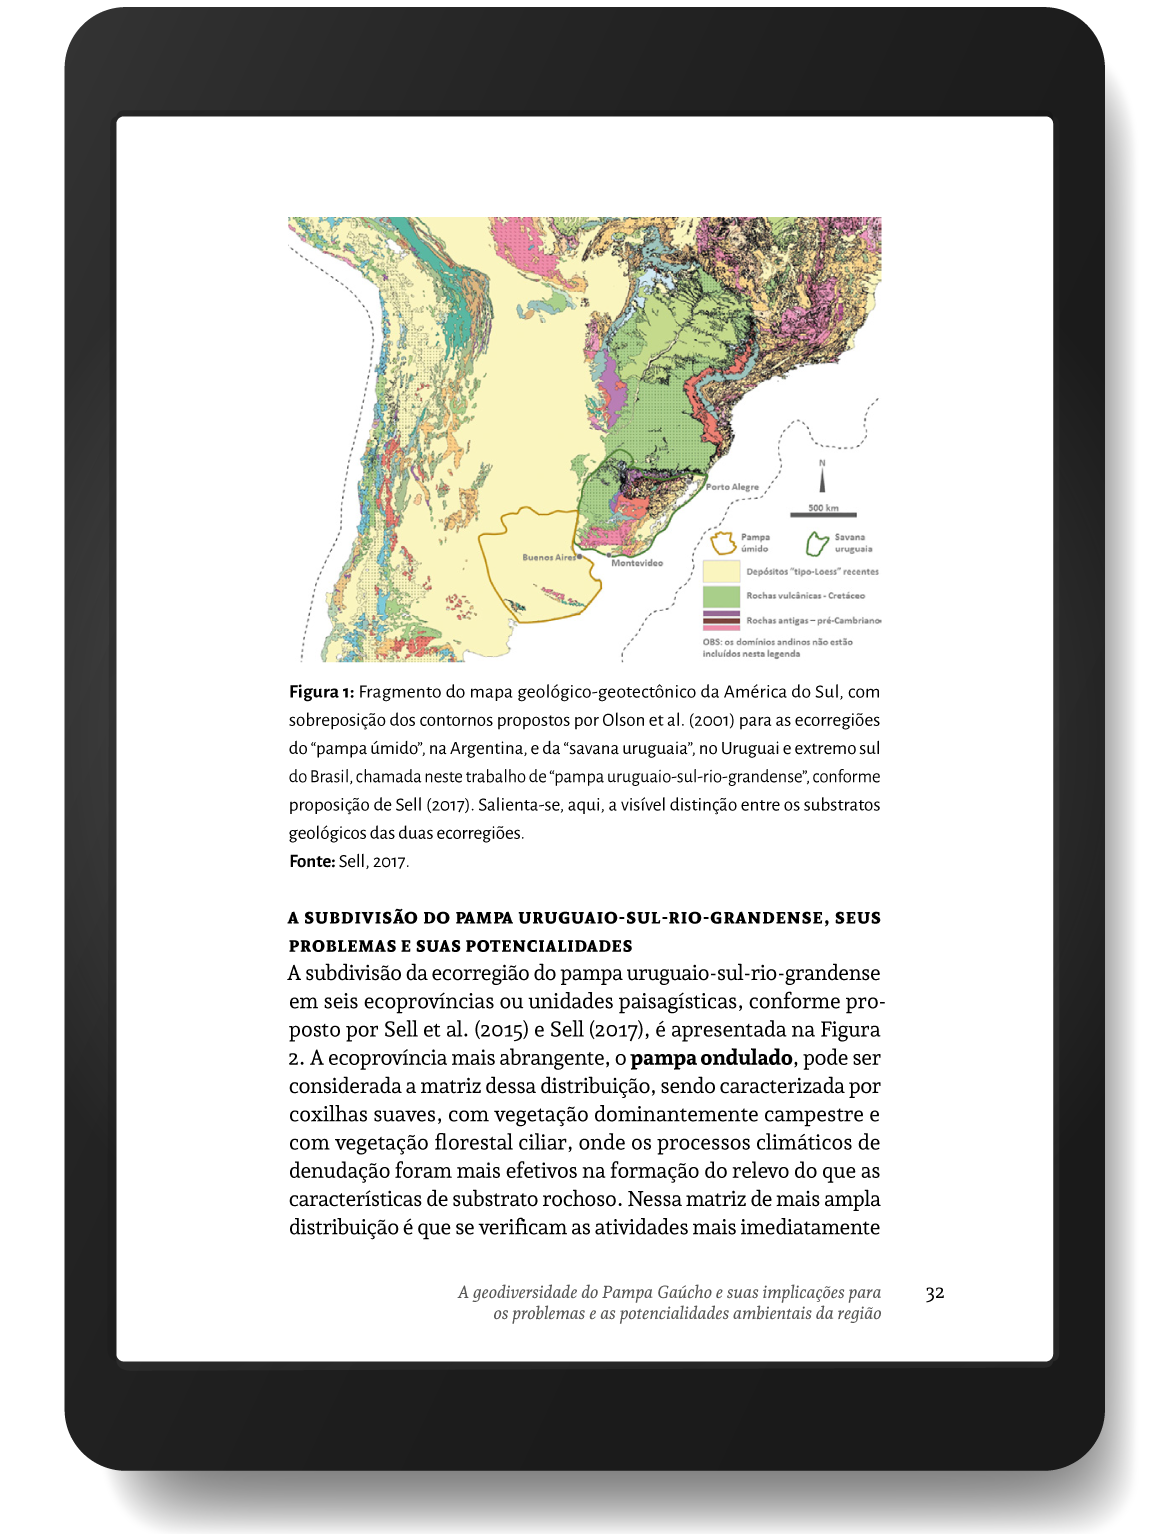 Porto Alegre
N
500 km
Pampa úmido
Savana uruguaia
Buenos Aires
Montevideo
Depósitos "tipo-Loess" recentes
Rochas vulcânicas - Cretáceo
Rochas antigas – pré-Cambriano
OBS: os domínios andinos não estão
incluídos nesta legenda
Figura 1: Fragmento do mapa geológico-geotectônico da América do Sul, com
sobreposição dos contornos propostos por Olson et al. (2001) para as ecorregiões
do “pampa úmido”, na Argentina, e da “savana uruguaia”, no Uruguai e extremo sul
do Brasil, chamada neste trabalho de “pampa uruguaio-sul-rio-grandense”, conforme
proposição de Sell (2017). Salienta-se, aqui, a visível distinção entre os substratos
geológicos das duas ecorregiões.
Fonte: Sell, 2017.
A SUBDIVISÃO DO PAMPA URUGUAIO-SUL-RIO-GRANDENSE, SEUS
PROBLEMAS E SUAS POTENCIALIDADES
A subdivisão da ecorregião do pampa uruguaio-sul-rio-grandense
em seis ecoprovíncias ou unidades paisagísticas, conforme pro-
posto por Sell et al. (2015) e Sell (2017), é apresentada na Figura
2. A ecoprovíncia mais abrangente, o pampa ondulado, pode ser
considerada a matriz dessa distribuição, sendo caracterizada por
coxilhas suaves, com vegetação dominantemente campestre e
com vegetação florestal ciliar, onde os processos climáticos de
denudação foram mais efetivos na formação do relevo do que as
características de substrato rochoso. Nessa matriz de mais ampla
distribuição é que se verificam as atividades mais imediatamente
A geodiversidade do Pampa Gaúcho e suas implicações para
os problemas e as potencialidades ambientais da região
32